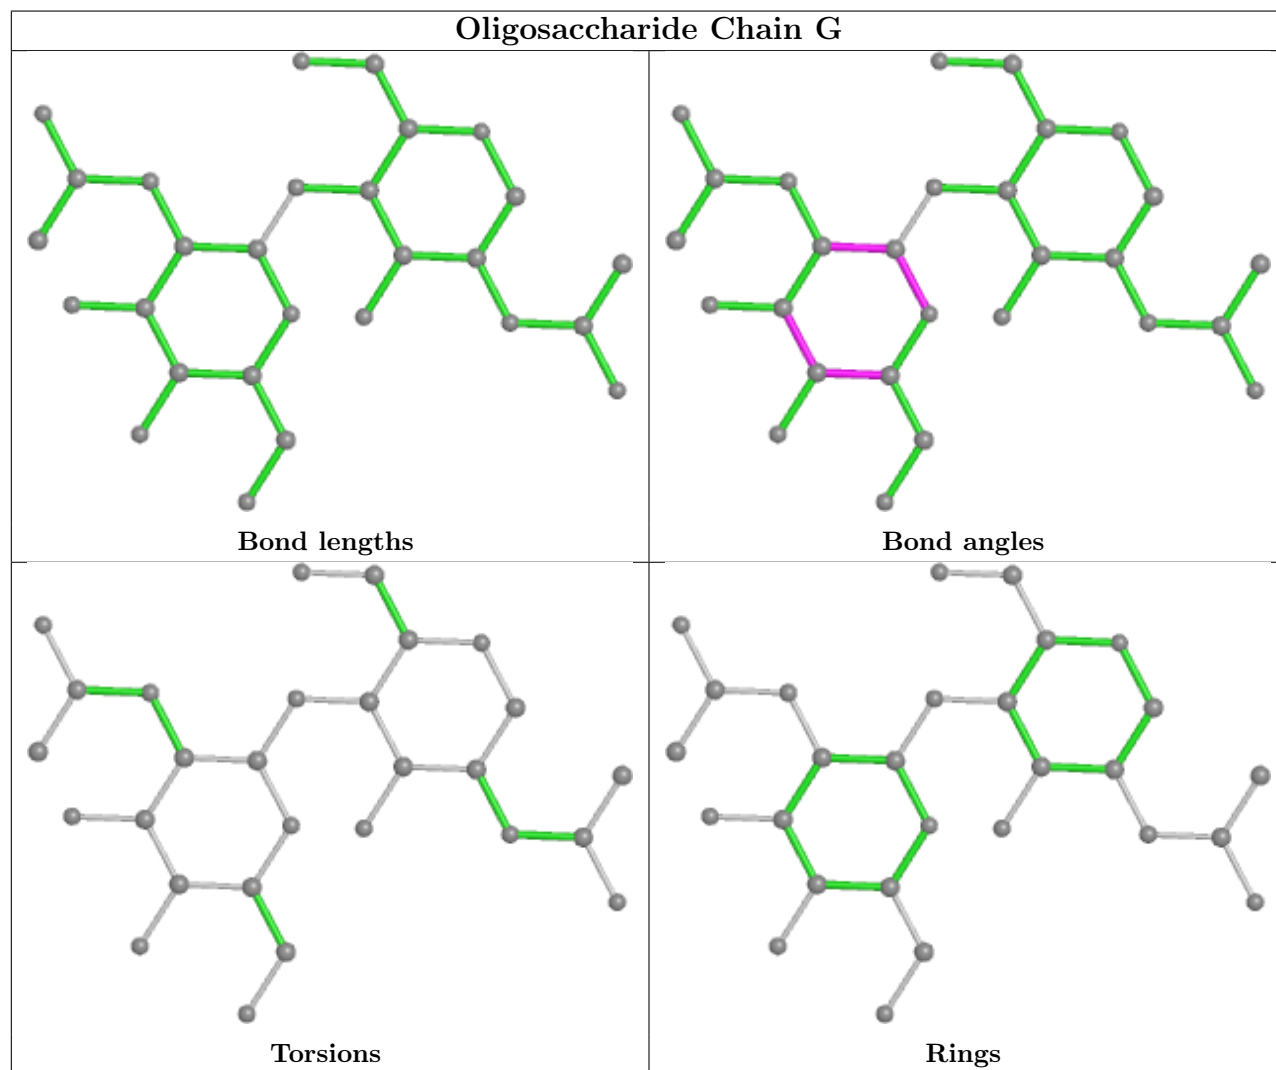 Oligosaccharide Chain G
Bond lengths
Bond angles
Torsions
Rings